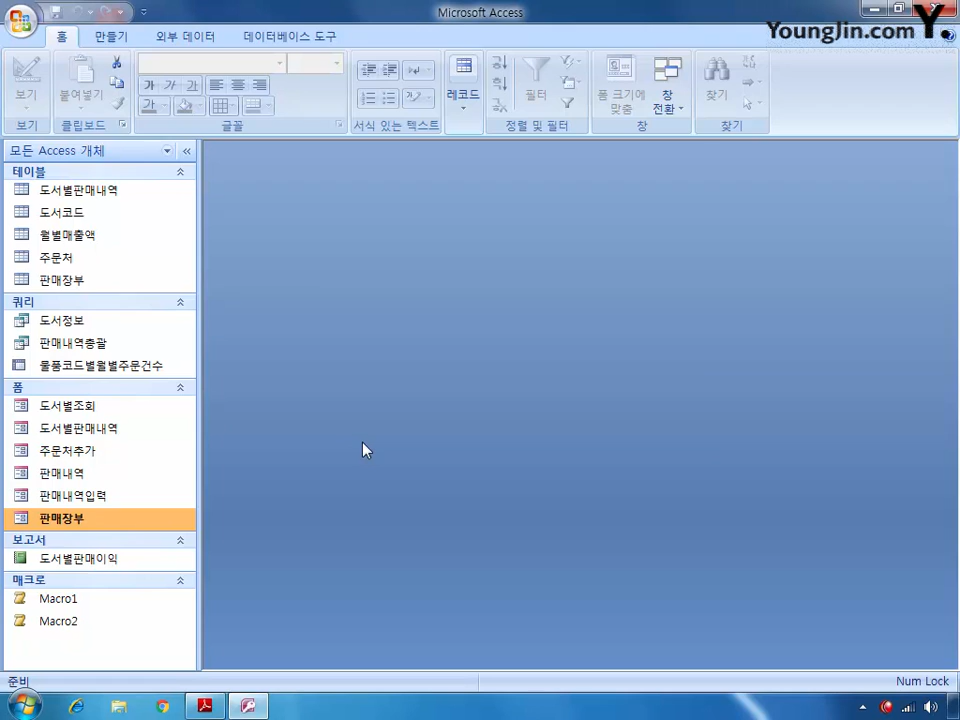 Microsoft Access
YoungJin.com Y.
홈 만들기 외부 데이터 데이터베이스 도구
보기 붙여넣기 가 가 가 레코드 필터 폼 크기에 맞춤 창 전환 찾기
보기 클립보드 글꼴 서식 있는 텍스트 정렬 및 필터 창 찾기
모든 Access 개체
테이블
도서별판매내역
도서코드
월별매출액
주문처
판매장부
쿼리
도서정보
판매내역총괄
물품코드별월별주문건수
폼
도서별조회
도서별판매내역
주문처추가
판매내역
판매내역입력
판매장부
보고서
도서별판매이익
매크로
Macro1
Macro2
준비
Num Lock